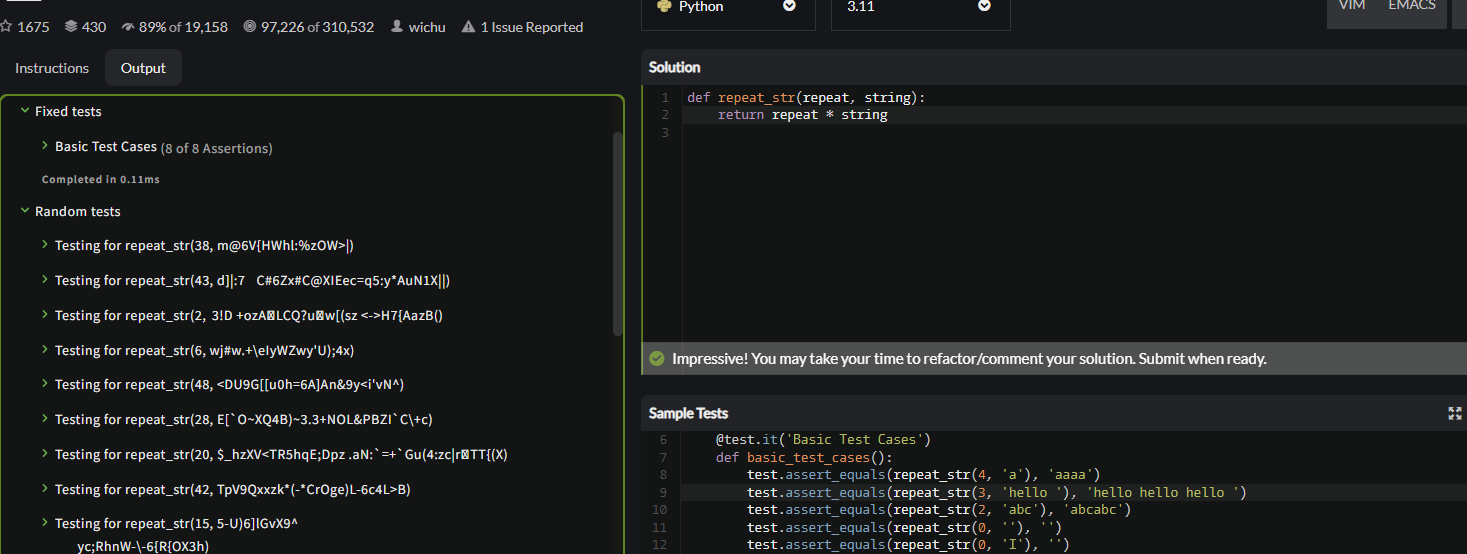 1675 430 89% of 19,158 97,226 of 310,532 wichu 1 Issue Reported
Instructions Output
Fixed tests
Basic Test Cases (8 of 8 Assertions)
Completed in 0.11ms
Random tests
Testing for repeat_str(38, m@6V{HWhl:%zOW>|)
Testing for repeat_str(43, d]|:7 C#6Zx#C@XIEec=q5:y*AuN1X||)
Testing for repeat_str(2, 3!D +ozA�LCQ?u�w[(sz <->H7{AazB()
Testing for repeat_str(6, wj#w.+\eIyWZwy'U);4x)
Testing for repeat_str(48, <DU9G[[u0h=6A]An&9y<i'vN^)
Testing for repeat_str(28, E[`O~XQ4B)~3.3+NOL&PBZI`C\+c)
Testing for repeat_str(20, $_hzXV<TR5hqE;Dpz .aN:`=+`Gu(4:zc|r�TT{(X)
Testing for repeat_str(42, TpV9Qxxzk*(-*CrOge)L-6c4L>B)
Testing for repeat_str(15, 5-U)6]IGvX9^
yc;RhnW-\-6{R{OX3h)
Python 3.11 VIM EMACS
Solution
1 def repeat_str(repeat, string):
2 return repeat * string
3
Impressive! You may take your time to refactor/comment your solution. Submit when ready.
Sample Tests
6 @test.it('Basic Test Cases')
7 def basic_test_cases():
8 test.assert_equals(repeat_str(4, 'a'), 'aaaa')
9 test.assert_equals(repeat_str(3, 'hello '), 'hello hello hello ')
10 test.assert_equals(repeat_str(2, 'abc'), 'abcabc')
11 test.assert_equals(repeat_str(0, ''), '')
12 test.assert_equals(repeat_str(0, 'I'), '')